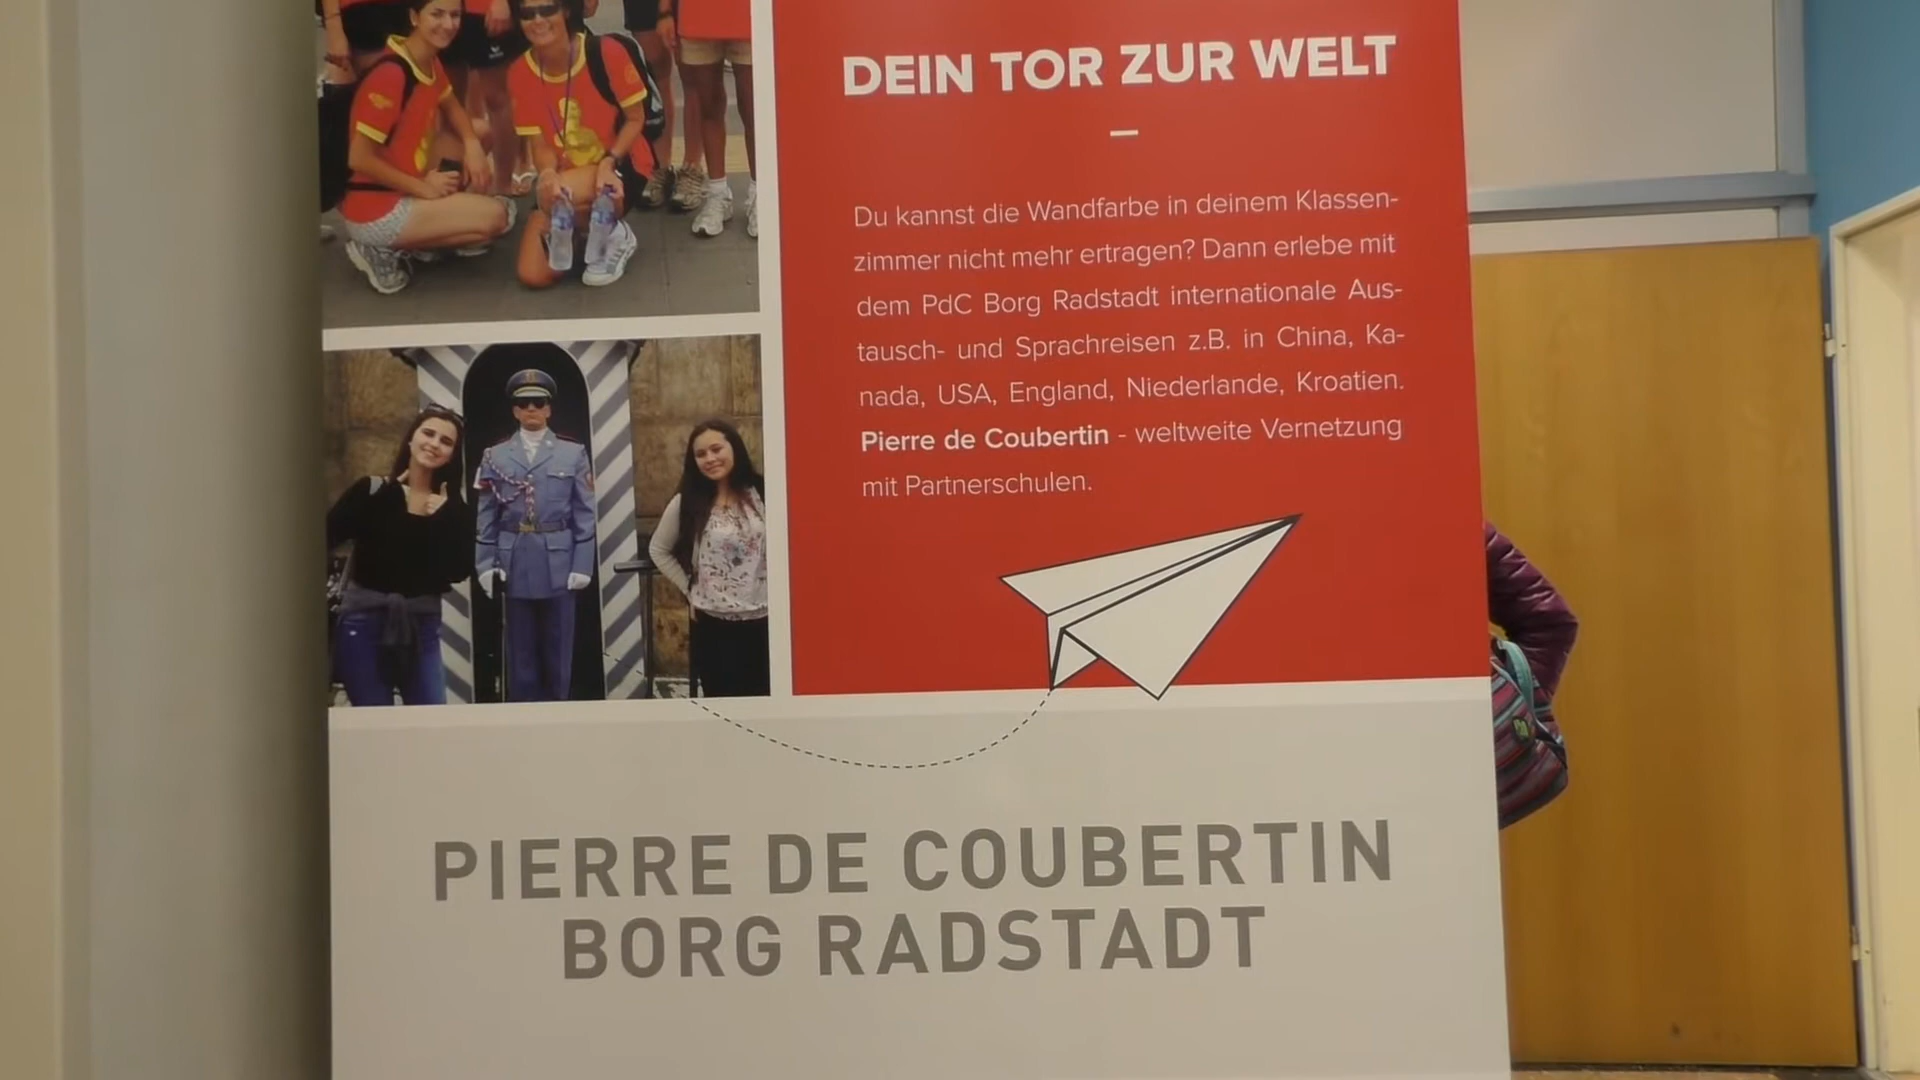 DEIN TOR ZUR WELT
Du kannst die Wandfarbe in deinem Klassen-
zimmer nicht mehr ertragen? Dann erlebe mit
dem PdC Borg Radstadt internationale Aus-
tausch- und Sprachreisen z.B. in China, Ka-
nada, USA, England, Niederlande, Kroatien.
Pierre de Coubertin - weltweite Vernetzung
mit Partnerschulen.
PIERRE DE COUBERTIN
BORG RADSTADT